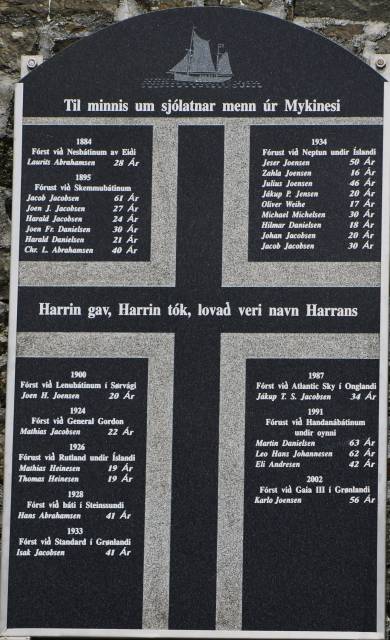 Til minnis um sjólátnar menn úr Mykinesi
1884
Fórst við Nesbátinum av Eiði
Laurits Abrahamsen 28 Ár
1895
Fórust við Skemmubátinum
Jacob Jacobsen 61 Ár
Joen J. Jacobsen 27 Ár
Harald Jacobsen 24 Ár
Joen Fr. Danielsen 30 Ár
Harald Danielsen 21 Ár
Chr. L. Abrahamsen 40 Ár
1934
Fórust við Neptun undir Íslandi
Jeser Joensen 50 Ár
Zahla Joensen 16 Ár
Julius Joensen 46 Ár
Jákup P. Jensen 20 Ár
Oliver Weihe 17 Ár
Michael Michelsen 30 Ár
Hilmar Danielsen 18 Ár
Johan Jacobsen 20 Ár
Jacob Jacobsen 30 Ár
Harrin gav, Harrin tók, lovað veri navn Harrans
1900
Fórst við Lenubátinum í Sørvági
Joen H. Joensen 20 Ár
1924
Fórst við General Gordon
Mathias Jacobsen 22 Ár
1926
Fórust við Rutland undir Íslandi
Mathias Heinesen 19 Ár
Thomas Heinesen 19 Ár
1928
Fórst við báti í Steinssundi
Hans Abrahamsen 41 Ár
1933
Fórst við Standard í Grønlandi
Isak Jacobsen 41 Ár
1987
Fórst við Atlantic Sky í Onglandi
Jákup T. S. Jacobsen 34 Ár
1991
Fórust við Handanábátinum
undir oynni
Martin Danielsen 63 Ár
Leo Hans Johannesen 62 Ár
Eli Andresen 42 Ár
2002
Fórst við Gaia III í Grønlandi
Karlo Joensen 56 Ár